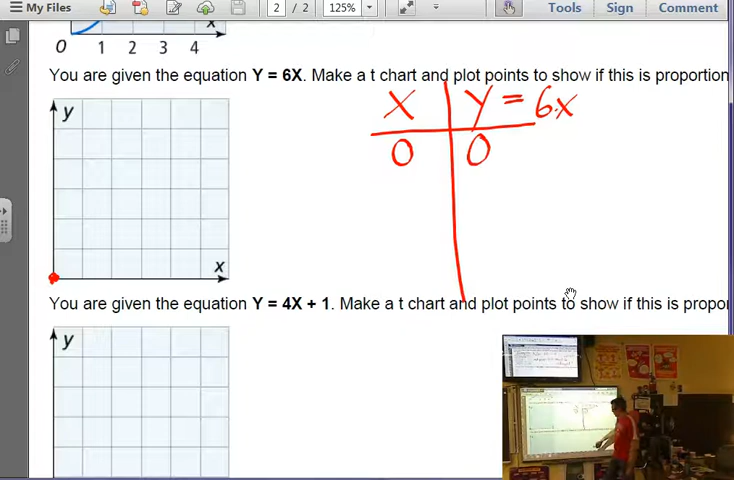 My Files 2 / 2 125% Tools Sign Comment
x
0 1 2 3 4
You are given the equation Y = 6X. Make a t chart and plot points to show if this is proportion
y
X Y = 6x
0 0
x
You are given the equation Y = 4X + 1. Make a t chart and plot points to show if this is propor
y